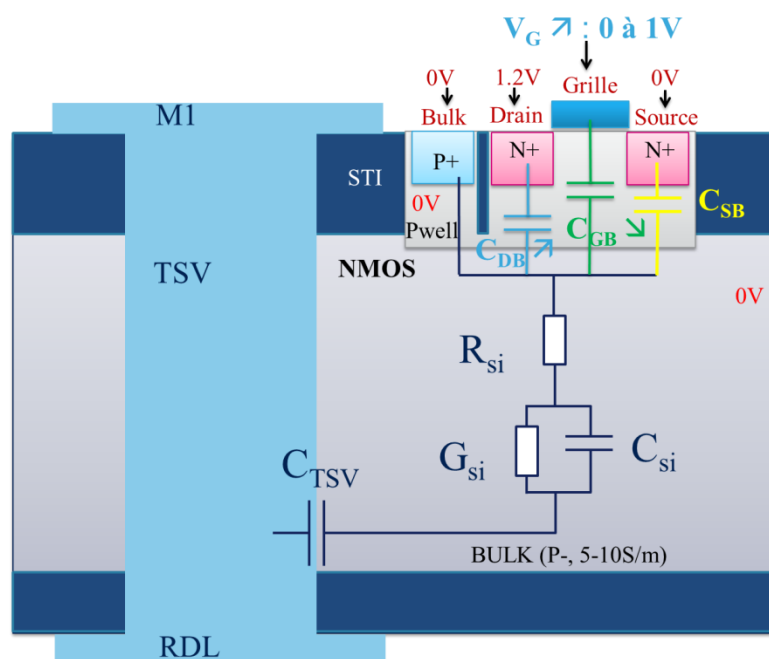 V_G ↗ : 0 à 1V
0V
1.2V
Grille
0V
M1
Bulk
Drain
Source
P+
N+
N+
STI
0V
Pwell
C_DB ↗
C_GB ↘
C_SB
TSV
NMOS
0V
R_si
G_si
C_si
C_TSV
BULK (P-, 5-10S/m)
RDL